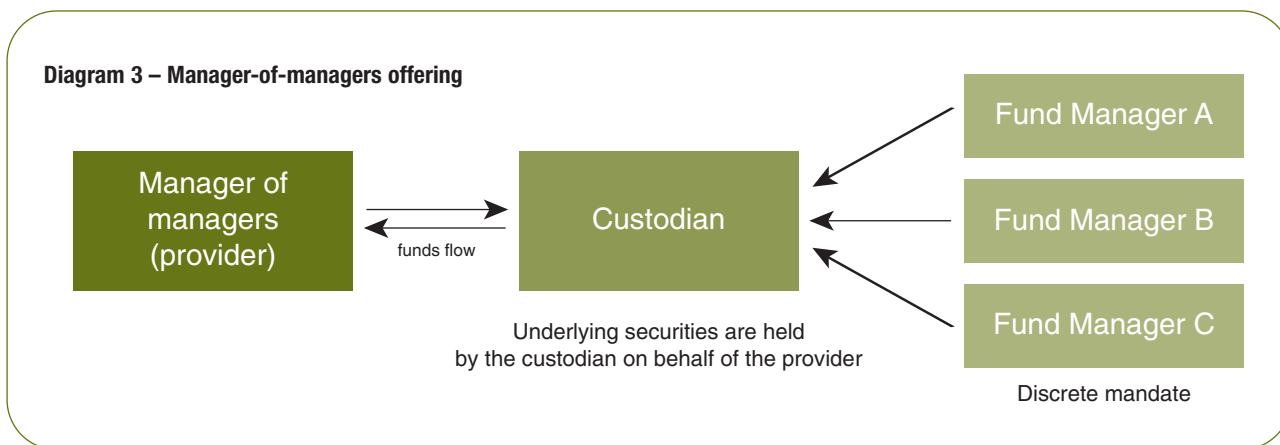 Diagram 3 – Manager-of-managers offering
Manager of
managers
(provider)
funds flow
Custodian
Underlying securities are held
by the custodian on behalf of the provider
Fund Manager A
Fund Manager B
Fund Manager C
Discrete mandate